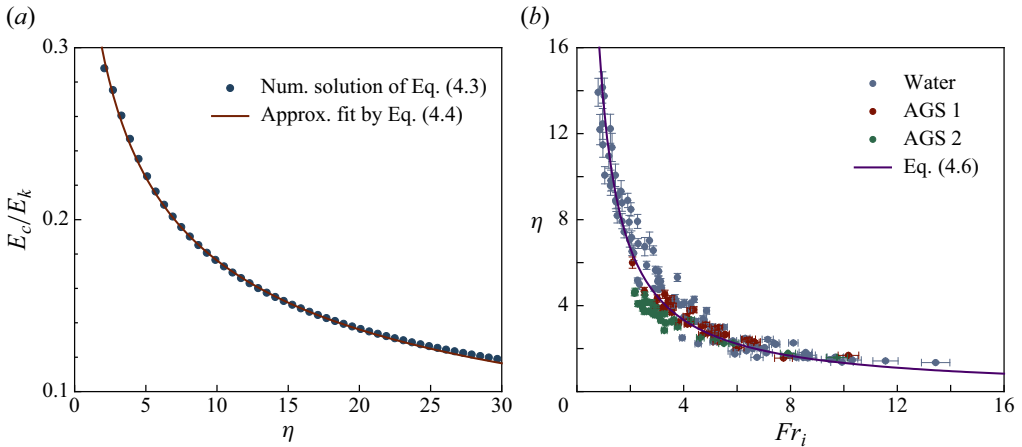 (a)
0.3
0.2
0.1
E_c/E_k
Num. solution of Eq. (4.3)
Approx. fit by Eq. (4.4)
0 5 10 15 20 25 30
η
(b)
16
12
8
4
0
η
Water
AGS 1
AGS 2
Eq. (4.6)
0 4 8 12 16
Fr_i